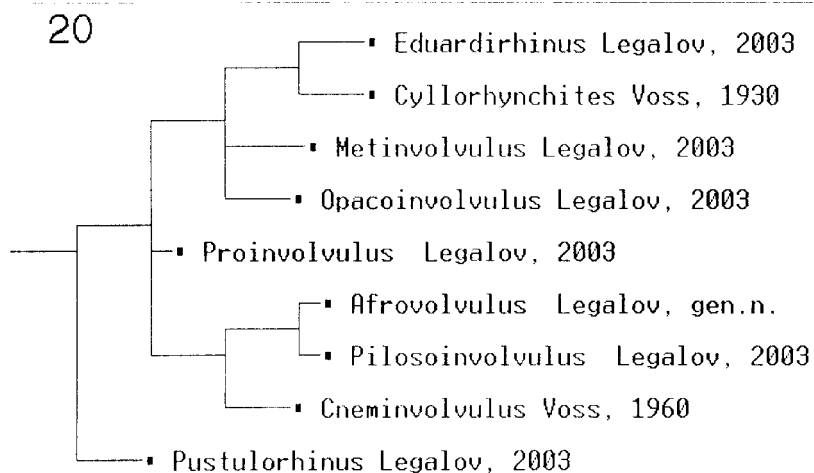 20
Eduardirhinus Legalov, 2003
Cyllorhynchites Voss, 1930
Metinvolvulus Legalov, 2003
Opacoinvolvulus Legalov, 2003
Proinvolvulus Legalov, 2003
Afrovolvulus Legalov, gen.n.
Pilosoinvolvulus Legalov, 2003
Cneminvolvulus Voss, 1960
Pustulorhinus Legalov, 2003